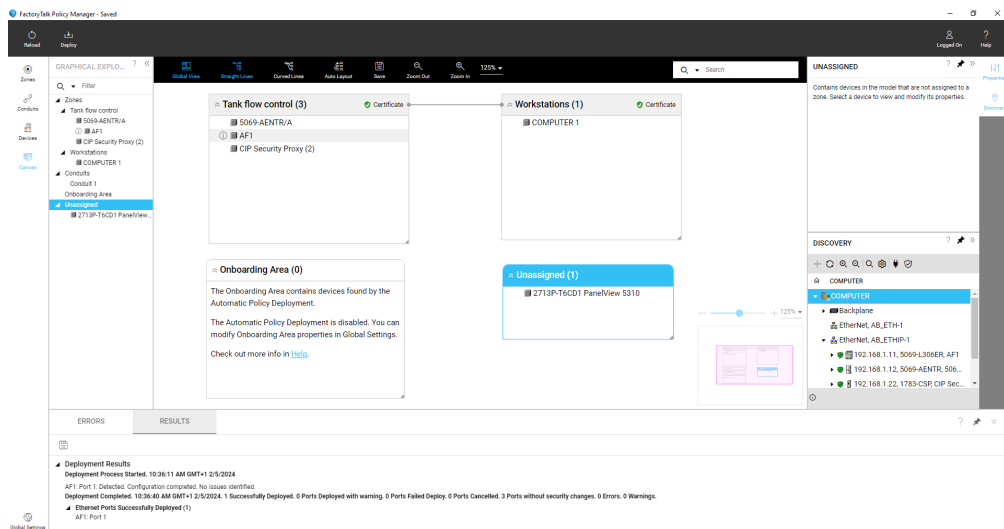 FactoryTalk Policy Manager - Saved
Reload
Deploy
Logged On
Help
Zones
Conduits
Devices
Canvas
Global Settings
GRAPHICAL EXPLO...
Filter
Zones
Tank flow control
5069-AENTR/A
AF1
CIP Security Proxy (2)
Workstations
COMPUTER 1
Conduits
Conduit 1
Onboarding Area
Unassigned
2713P-T6CD1 PanelView...
Global View
Straight Lines
Curved Lines
Auto Layout
Save
Zoom Out
Zoom In
125%
Search
Tank flow control (3)
Certificate
5069-AENTR/A
AF1
CIP Security Proxy (2)
Workstations (1)
Certificate
COMPUTER 1
Onboarding Area (0)
The Onboarding Area contains devices found by the
Automatic Policy Deployment.
The Automatic Policy Deployment is disabled. You can
modify Onboarding Area properties in Global Settings.
Check out more info in Help.
Unassigned (1)
2713P-T6CD1 PanelView 5310
125%
UNASSIGNED
Contains devices in the model that are not assigned to a
zone. Select a device to view and modify its properties.
Properti
Discover
DISCOVERY
COMPUTER
COMPUTER
Backplane
EtherNet, AB_ETH-1
EtherNet, AB_ETHIP-1
192.168.1.11, 5069-L306ER, AF1
192.168.1.12, 5069-AENTR, 506...
192.168.1.22, 1783-CSP, CIP Sec...
ERRORS
RESULTS
Deployment Results
Deployment Process Started. 10:36:11 AM GMT+1 2/5/2024
AF1: Port 1: Detected. Configuration completed. No issues identified.
Deployment Completed. 10:36:40 AM GMT+1 2/5/2024. 1 Successfully Deployed. 0 Ports Deployed with warning. 0 Ports Failed Deploy. 0 Ports Cancelled. 3 Ports without security changes. 0 Errors. 0 Warnings.
Ethernet Ports Successfully Deployed (1)
AF1: Port 1